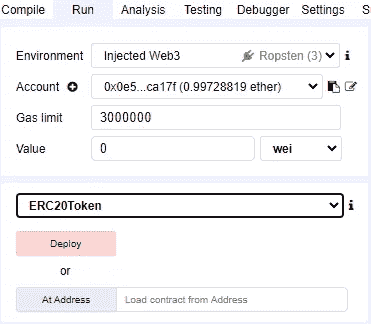 Compile Run Analysis Testing Debugger Settings S
Environment Injected Web3 Ropsten (3) i
Account 0x0e5...ca17f (0.99728819 ether)
Gas limit 3000000
Value 0 wei
ERC20Token i
Deploy
or
At Address Load contract from Address